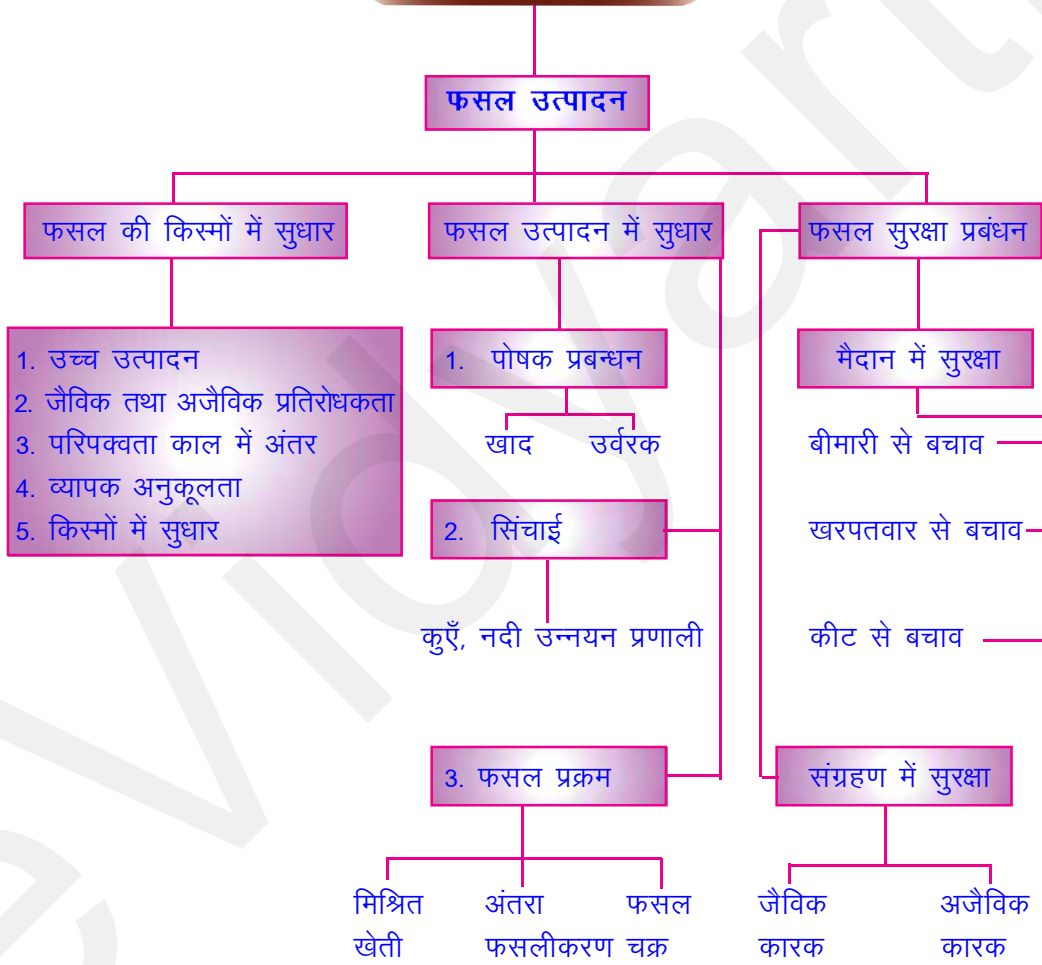 फसल उत्पादन
फसल की किस्मों में सुधार
फसल उत्पादन में सुधार
फसल सुरक्षा प्रबंधन
1. उच्च उत्पादन
2. जैविक तथा अजैविक प्रतिरोधकता
3. परिपक्वता काल में अंतर
4. व्यापक अनुकूलता
5. किस्मों में सुधार
1. पोषक प्रबन्धन
खाद उर्वरक
2. सिंचाई
कुएँ, नदी उन्नयन प्रणाली
3. फसल प्रक्रम
मिश्रित खेती
अंतरा फसलीकरण
फसल चक्र
मैदान में सुरक्षा
बीमारी से बचाव
खरपतवार से बचाव
कीट से बचाव
संग्रहण में सुरक्षा
जैविक कारक
अजैविक कारक